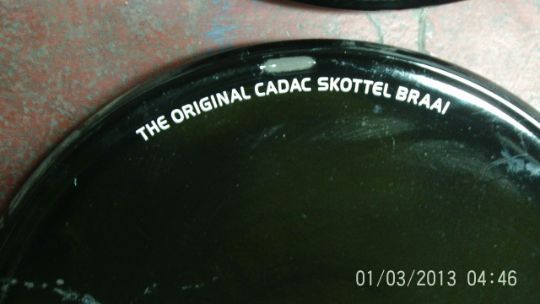 THE ORIGINAL CADAC SKOTTEL BRAAI
01/03/2013 04:46